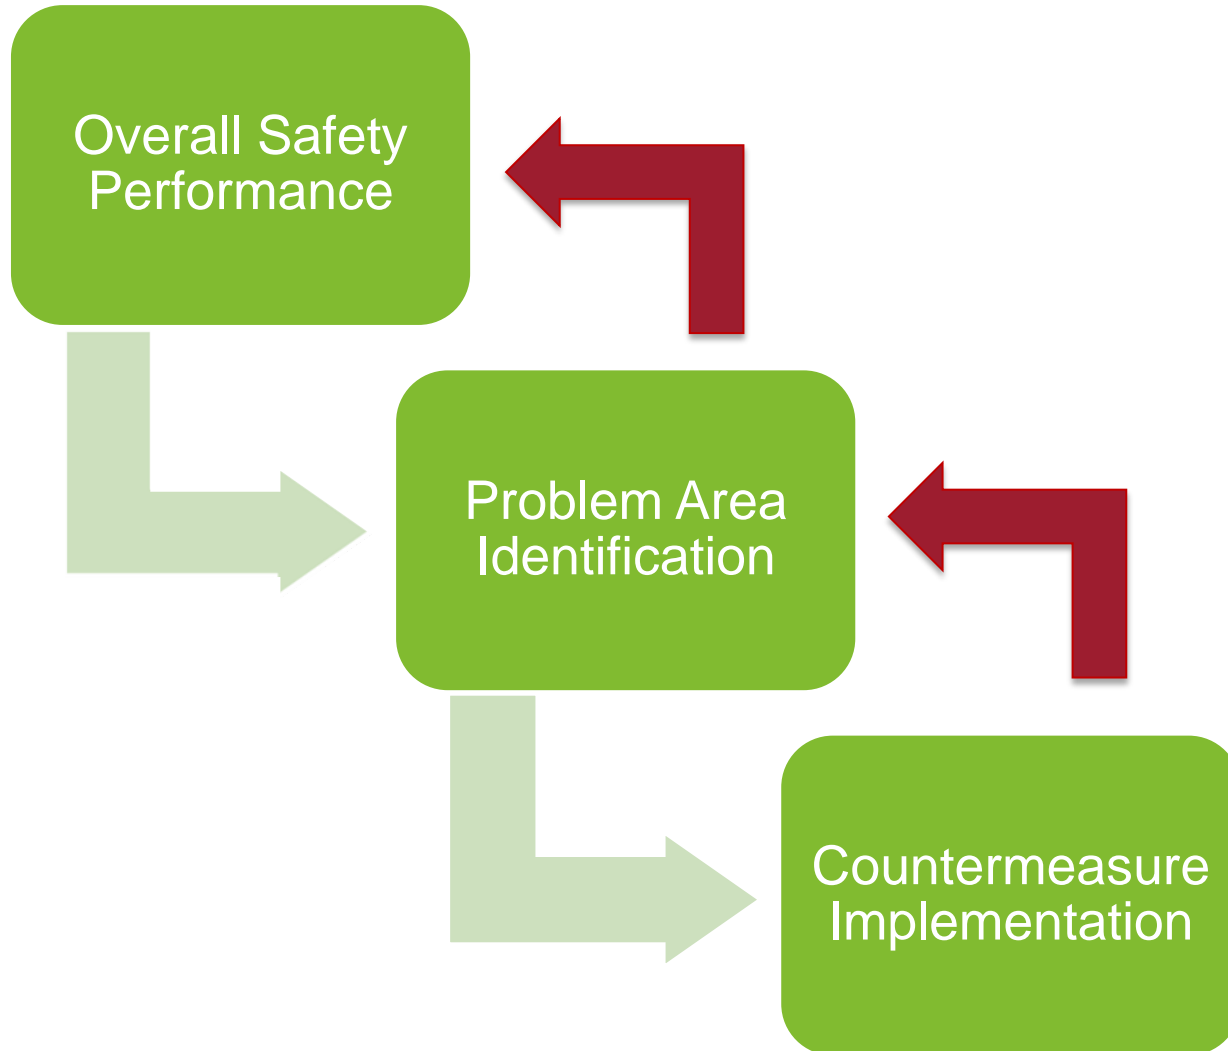 Overall Safety
Performance
Problem Area
Identification
Countermeasure
Implementation